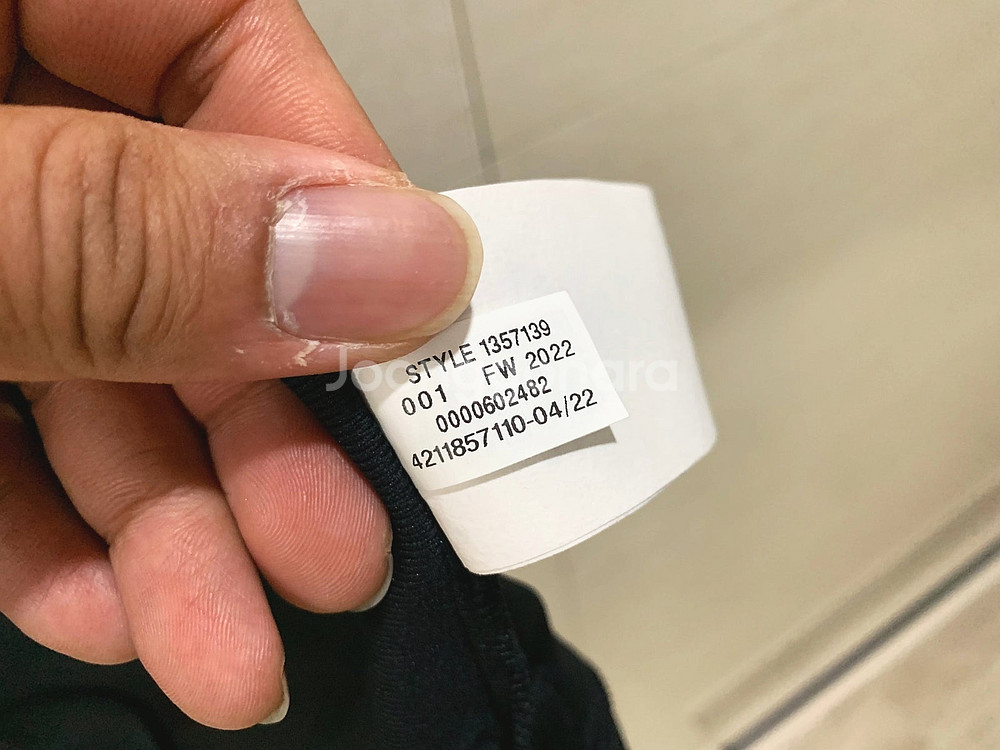 STYLE 1357139
001 FW 2022
0000602482
4211857110-04/22